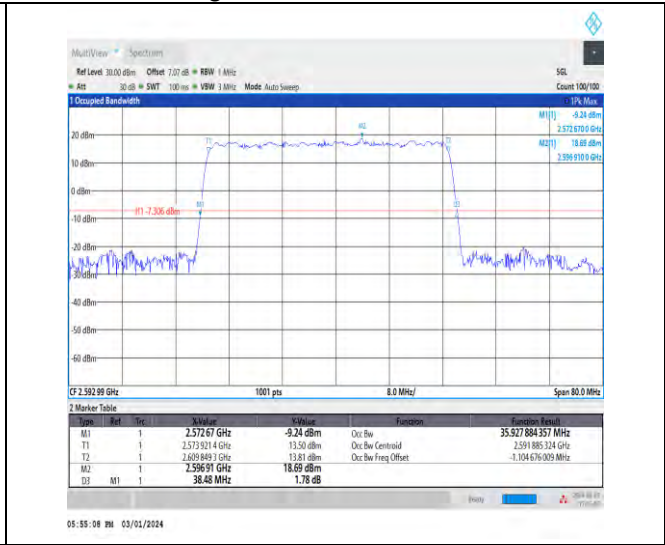 MultiView Spectrum
Ref Level 30.00 dBm Offset 7.07 dB RBW 1 MHz SGL
Att 30 dB SWT 100 ms VBW 3 MHz Mode Auto Sweep Count 100/100
1 Occupied Bandwidth 1Pk Max
M1[1] -9.24 dBm
2.572 670 0 GHz
M2[1] 18.69 dBm
2.596 910 0 GHz
M2
20 dBm
T1
T2
10 dBm
0 dBm
M1
D3
H1 -7.306 dBm
-10 dBm
-20 dBm
-30 dBm
-40 dBm
-50 dBm
-60 dBm
CF 2.592 99 GHz 1001 pts 8.0 MHz/ Span 80.0 MHz
2 Marker Table
Type Ref Trc X-Value Y-Value Function Function Result
M1 1 2.572 67 GHz -9.24 dBm Occ Bw 35.927 884 357 MHz
T1 1 2.573 921 4 GHz 13.50 dBm Occ Bw Centroid 2.591 885 324 GHz
T2 1 2.609 849 3 GHz 13.81 dBm Occ Bw Freq Offset -1.104 676 009 MHz
M2 1 2.596 91 GHz 18.69 dBm
D3 M1 1 38.48 MHz 1.78 dB
05:55:08 PM 03/01/2024